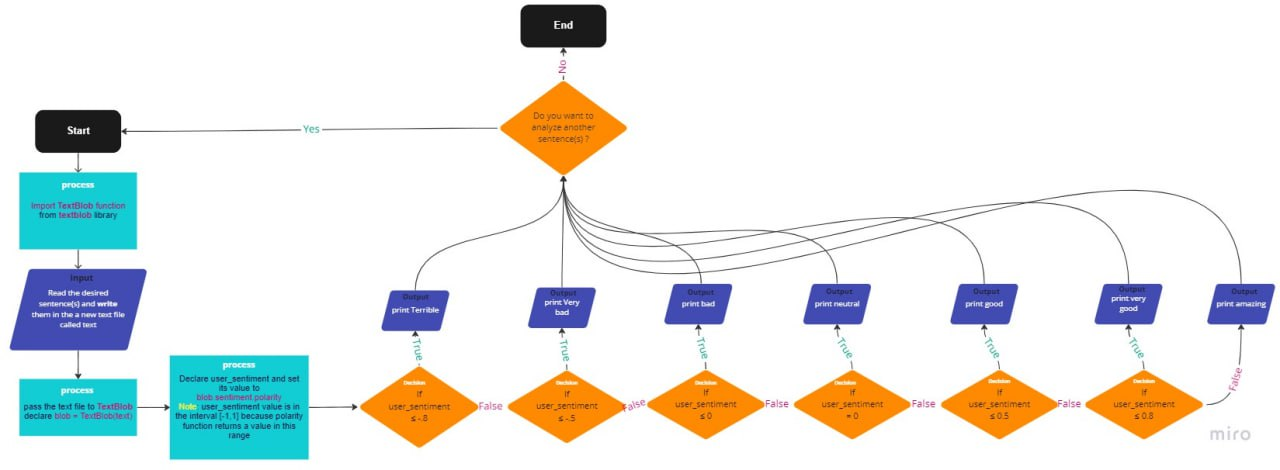 End
No
Do you want to
analyze another
sentence(s) ?
Yes
Start
process
Import TextBlob function
from textblob library
Input
Read the desired
sentence(s) and write
them in the a new text file
called text
process
pass the text file to TextBlob
declare blob = TextBlob(text)
process
Declare user_sentiment and set
its value to
blob.sentiment.polarity
Note: user_sentiment value is in
the interval [-1,1] because polarity
function returns a value in this
range
Output
print Terrible
True
Decision
If
user_sentiment
≤ -.8
False
Output
print Very
bad
True
Decision
If
user_sentiment
≤ -.5
False
Output
print bad
True
Decision
If
user_sentiment
≤ 0
False
Output
print neutral
True
Decision
If
user_sentiment
= 0
False
Output
print good
True
Decision
If
user_sentiment
≤ 0.5
False
Output
print very
good
True
Decision
If
user_sentiment
≤ 0.8
False
Output
print amazing
miro